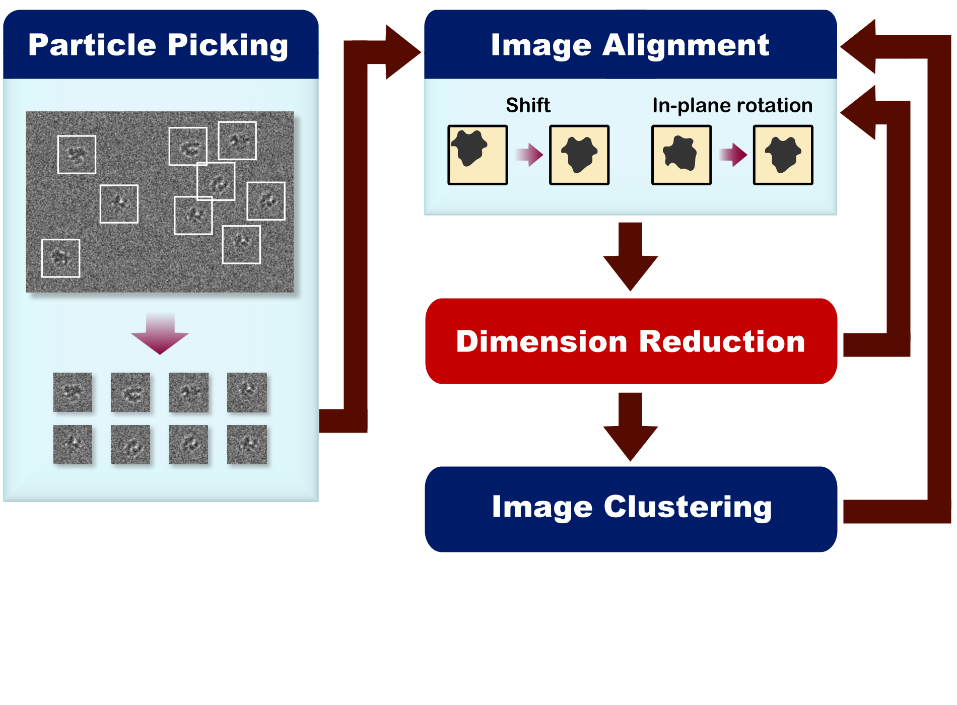 Particle Picking
Image Alignment
Shift
In-plane rotation
Dimension Reduction
Image Clustering